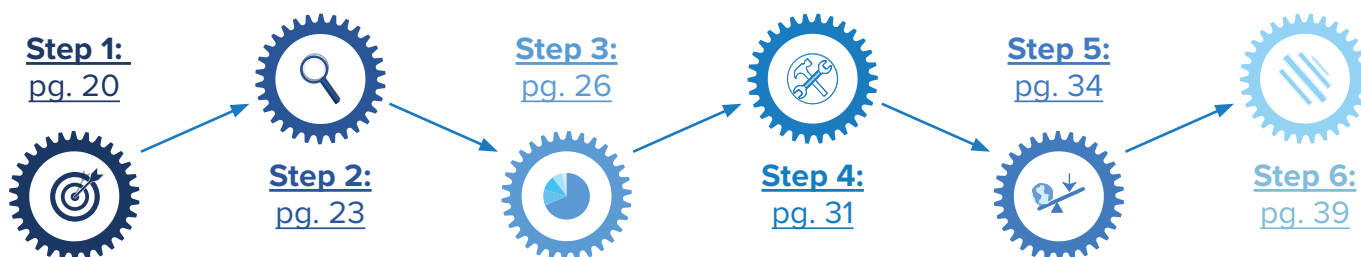 Step 1:
pg. 20
Step 2:
pg. 23
Step 3:
pg. 26
Step 4:
pg. 31
Step 5:
pg. 34
Step 6:
pg. 39